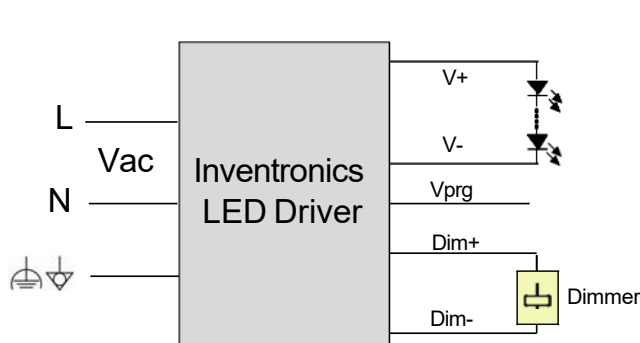 L
Vac
N
Inventronics
LED Driver
V+
V-
Vprg
Dim+
Dimmer
Dim-